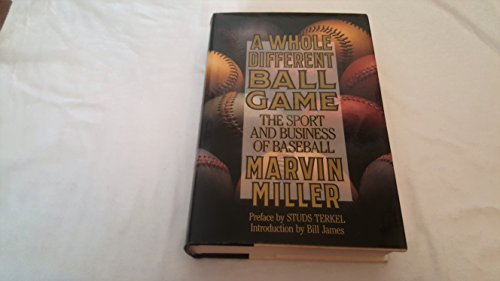 A WHOLE
DIFFERENT
BALL
GAME
THE SPORT
AND BUSINESS
OF BASEBALL
MARVIN
MILLER
Preface by STUDS TERKEL
Introduction by Bill James